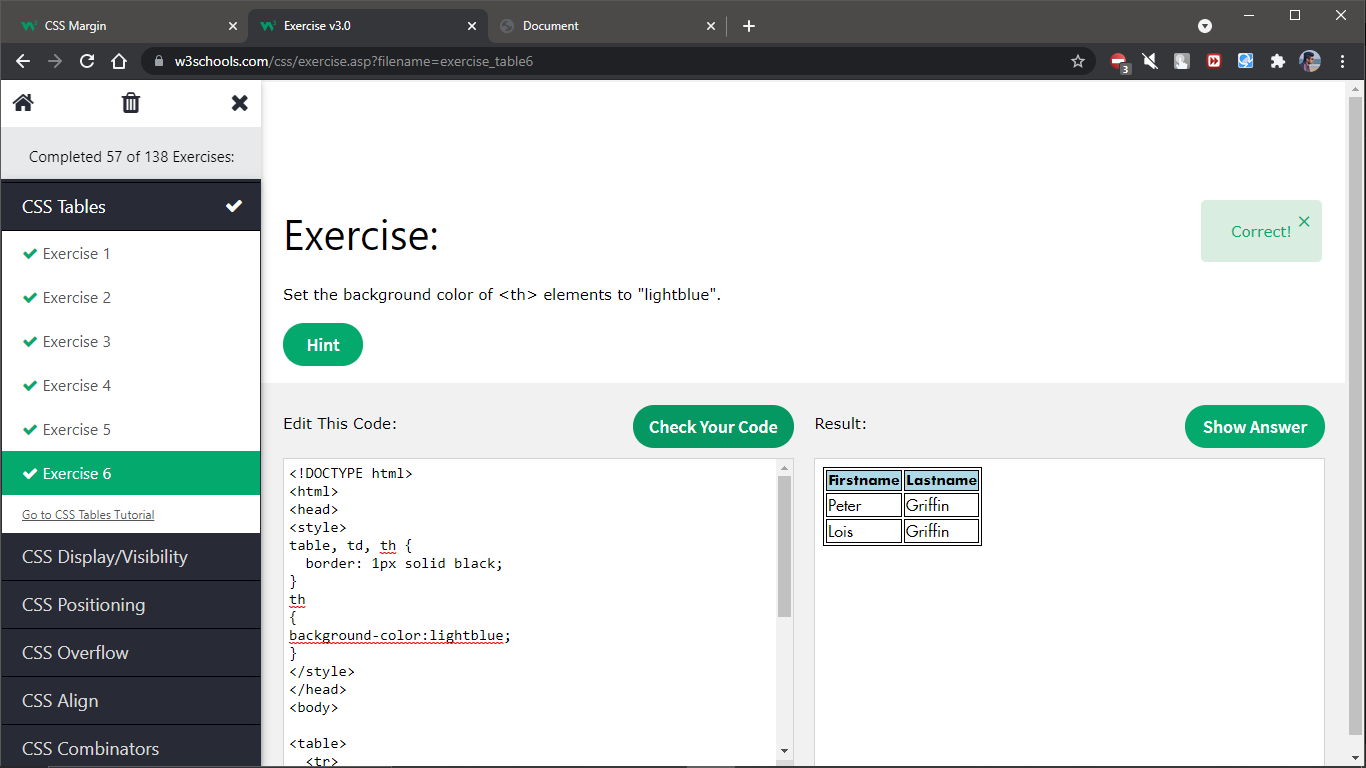 CSS Margin
Exercise v3.0
Document
w3schools.com/css/exercise.asp?filename=exercise_table6
3
Completed 57 of 138 Exercises:
CSS Tables
Exercise 1
Exercise 2
Exercise 3
Exercise 4
Exercise 5
Exercise 6
Go to CSS Tables Tutorial
CSS Display/Visibility
CSS Positioning
CSS Overflow
CSS Align
CSS Combinators
Exercise:
Correct!
Set the background color of <th> elements to "lightblue".
Hint
Edit This Code:
Check Your Code
<!DOCTYPE html>
<html>
<head>
<style>
table, td, th {
  border: 1px solid black;
}
th
{
background-color:lightblue;
}
</style>
</head>
<body>

<table>
  <tr>
Result:
Show Answer
Firstname Lastname
Peter Griffin
Lois Griffin